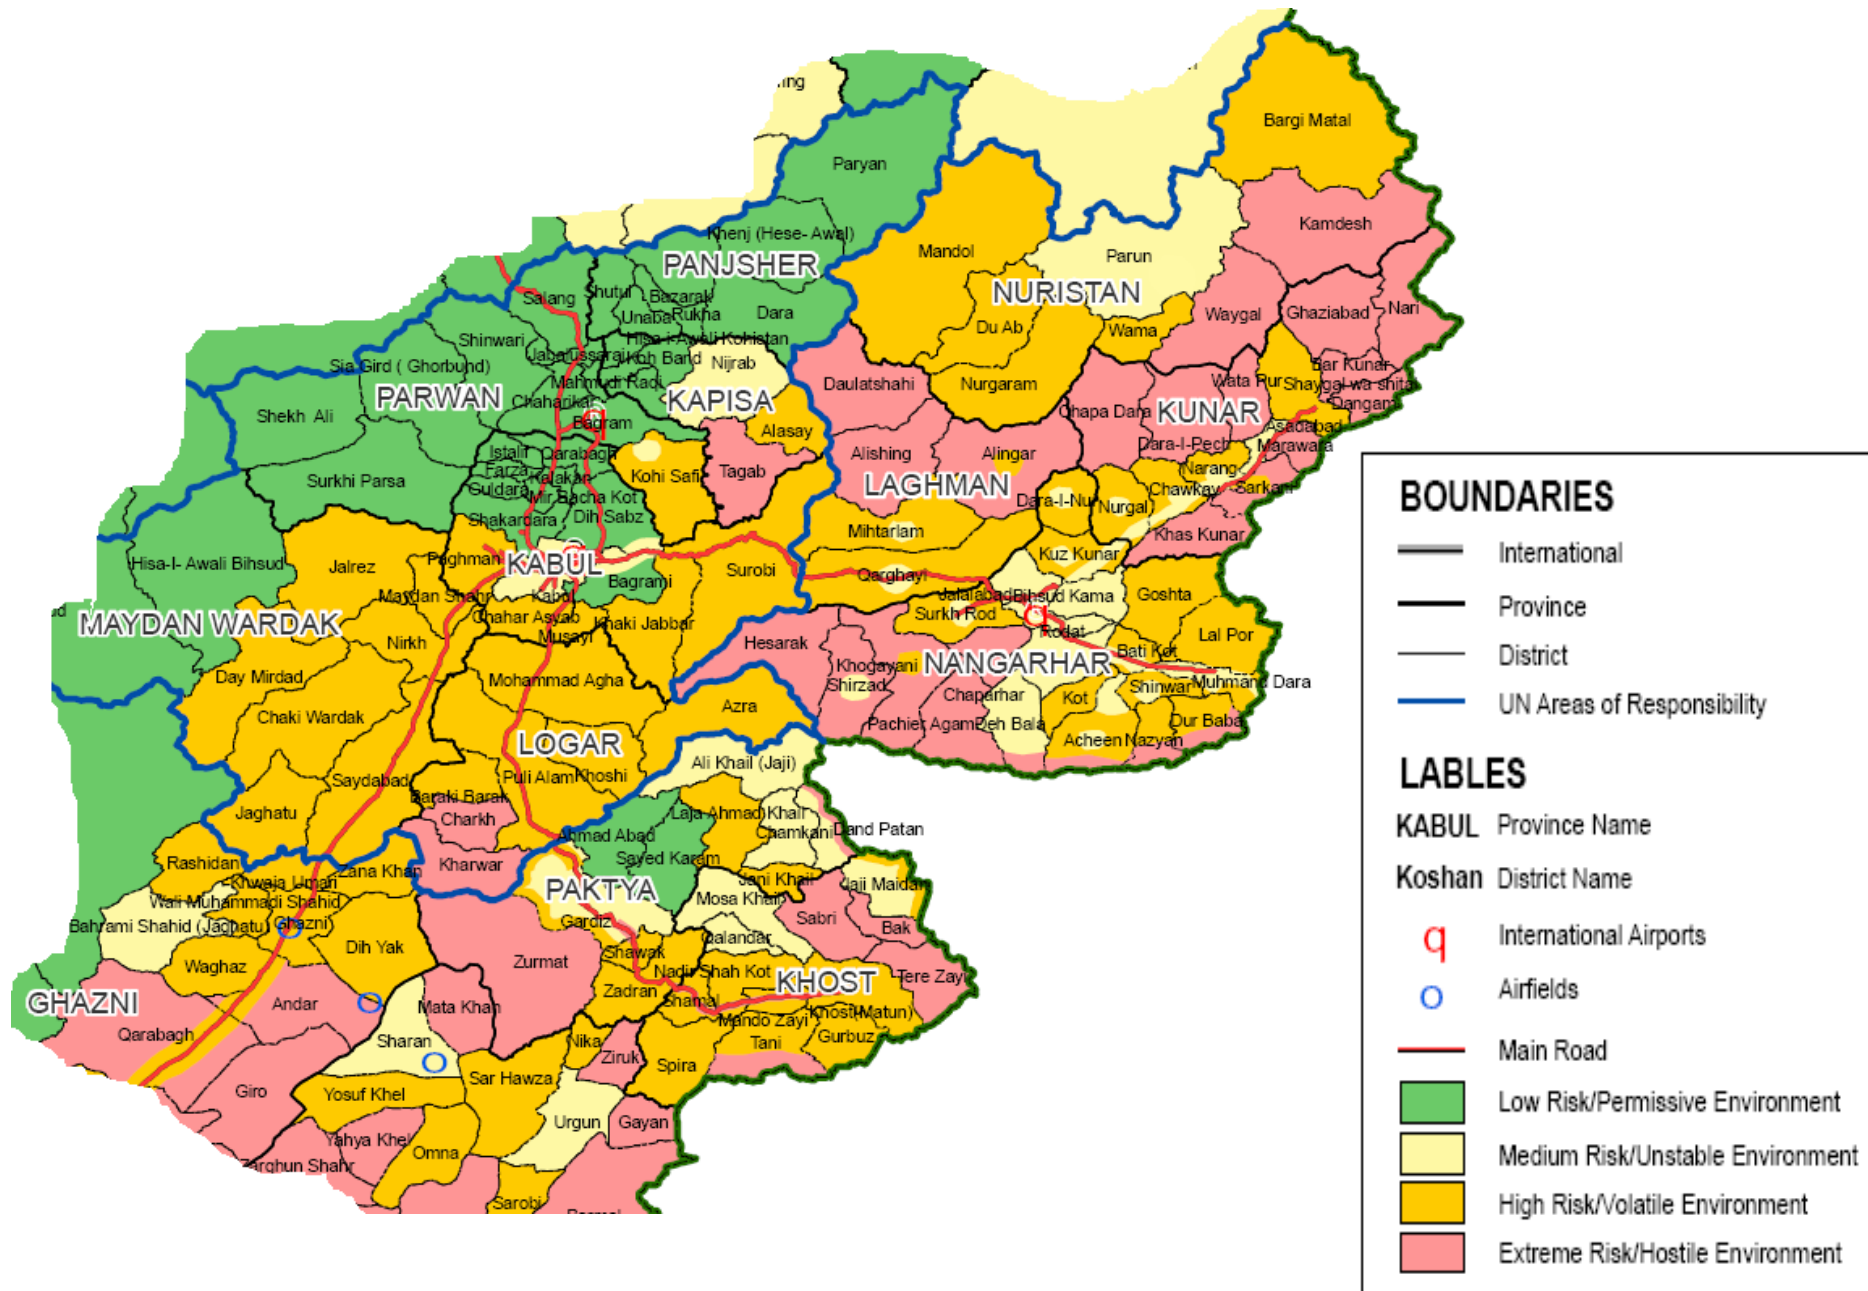 ing
Bargi Matal
Paryan
Kamdesh
Khenj (Hese- Awal)
Mandol
Parun
PANJSHER
NURISTAN
Salang
Shutul
Bazarak
Unaba
Rukha
Dara
Du Ab
Wama
Waygal
Ghaziabad
Nari
Shinwari
Hisa-i-Awali Kohistan
Jabalussaraj
Koh Band
Nijrab
Sia Gird ( Ghorbund)
Mahmudi Raqi
Daulatshahi
Nurgaram
Wata Pur
Bar Kunar
Shaygal wa shital
PARWAN
Chaharikar
KAPISA
Chapa Dara
KUNAR
Dangam
Shekh Ali
Bagram
Alasay
Asadabad
Istalif
Qarabagh
Alishing
Alingar
Dara-I-Pech
Marawara
Farza
Kalakan
Kohi Safi
Tagab
Narang
Surkhi Parsa
Guldara
Mir Bacha Kot
LAGHMAN
Dara-I-Nur
Nurgal
Chawkay
Sarkani
Shakardara
Dih Sabz
Mihtarlam
Khas Kunar
Hisa-I- Awali Bihsud
Jalrez
Paghman
KABUL
Kuz Kunar
Bagrami
Surobi
Qarghayi
Maydan Shahr
Kabul
Jalalabad
Bihsud
Kama
Goshta
ud
MAYDAN WARDAK
Chahar Asyab
Khaki Jabbar
Surkh Rod
Musayi
Nirkh
Hesarak
Rodat
Lal Por
Khogayani
NANGARHAR
Bati Kot
Day Mirdad
Mohammad Agha
Shirzad
Chaparhar
Kot
Shinwar
Muhmand Dara
Chaki Wardak
Azra
Pachier Agam
Deh Bala
Dur Baba
LOGAR
Acheen
Nazyan
Ali Khail (Jaji)
Saydabad
Puli Alam
Khoshi
Jaghatu
Baraki Barak
Charkh
Laja Ahmad Khail
Ahmad Abad
Chamkani
Dand Patan
Rashidan
Zana Khan
Kharwar
Sayed Karam
Khwaja Umari
Jani Khail
Jaji Maidan
Wali Muhammadi Shahid
PAKTYA
Mosa Khail
Bahrami Shahid (Jaghatu)
Ghazni
Gardiz
Sabri
Bak
Dih Yak
Qalandar
Waghaz
Zurmat
Shawak
Nadir Shah Kot
KHOST
Tere Zayi
GHAZNI
Andar
Mata Khan
Zadran
Shamal
Khost(Matun)
Qarabagh
Mando Zayi
Sharan
Nika
Ziruk
Tani
Gurbuz
Spira
Giro
Yosuf Khel
Sar Hawza
Urgun
Gayan
Yahya Khel
Omna
Zarghun Shahr
Sarobi
BOUNDARIES
International
Province
District
UN Areas of Responsibility
LABLES
KABUL Province Name
Koshan District Name
q International Airports
o Airfields
Main Road
Low Risk/Permissive Environment
Medium Risk/Unstable Environment
High Risk/Volatile Environment
Extreme Risk/Hostile Environment